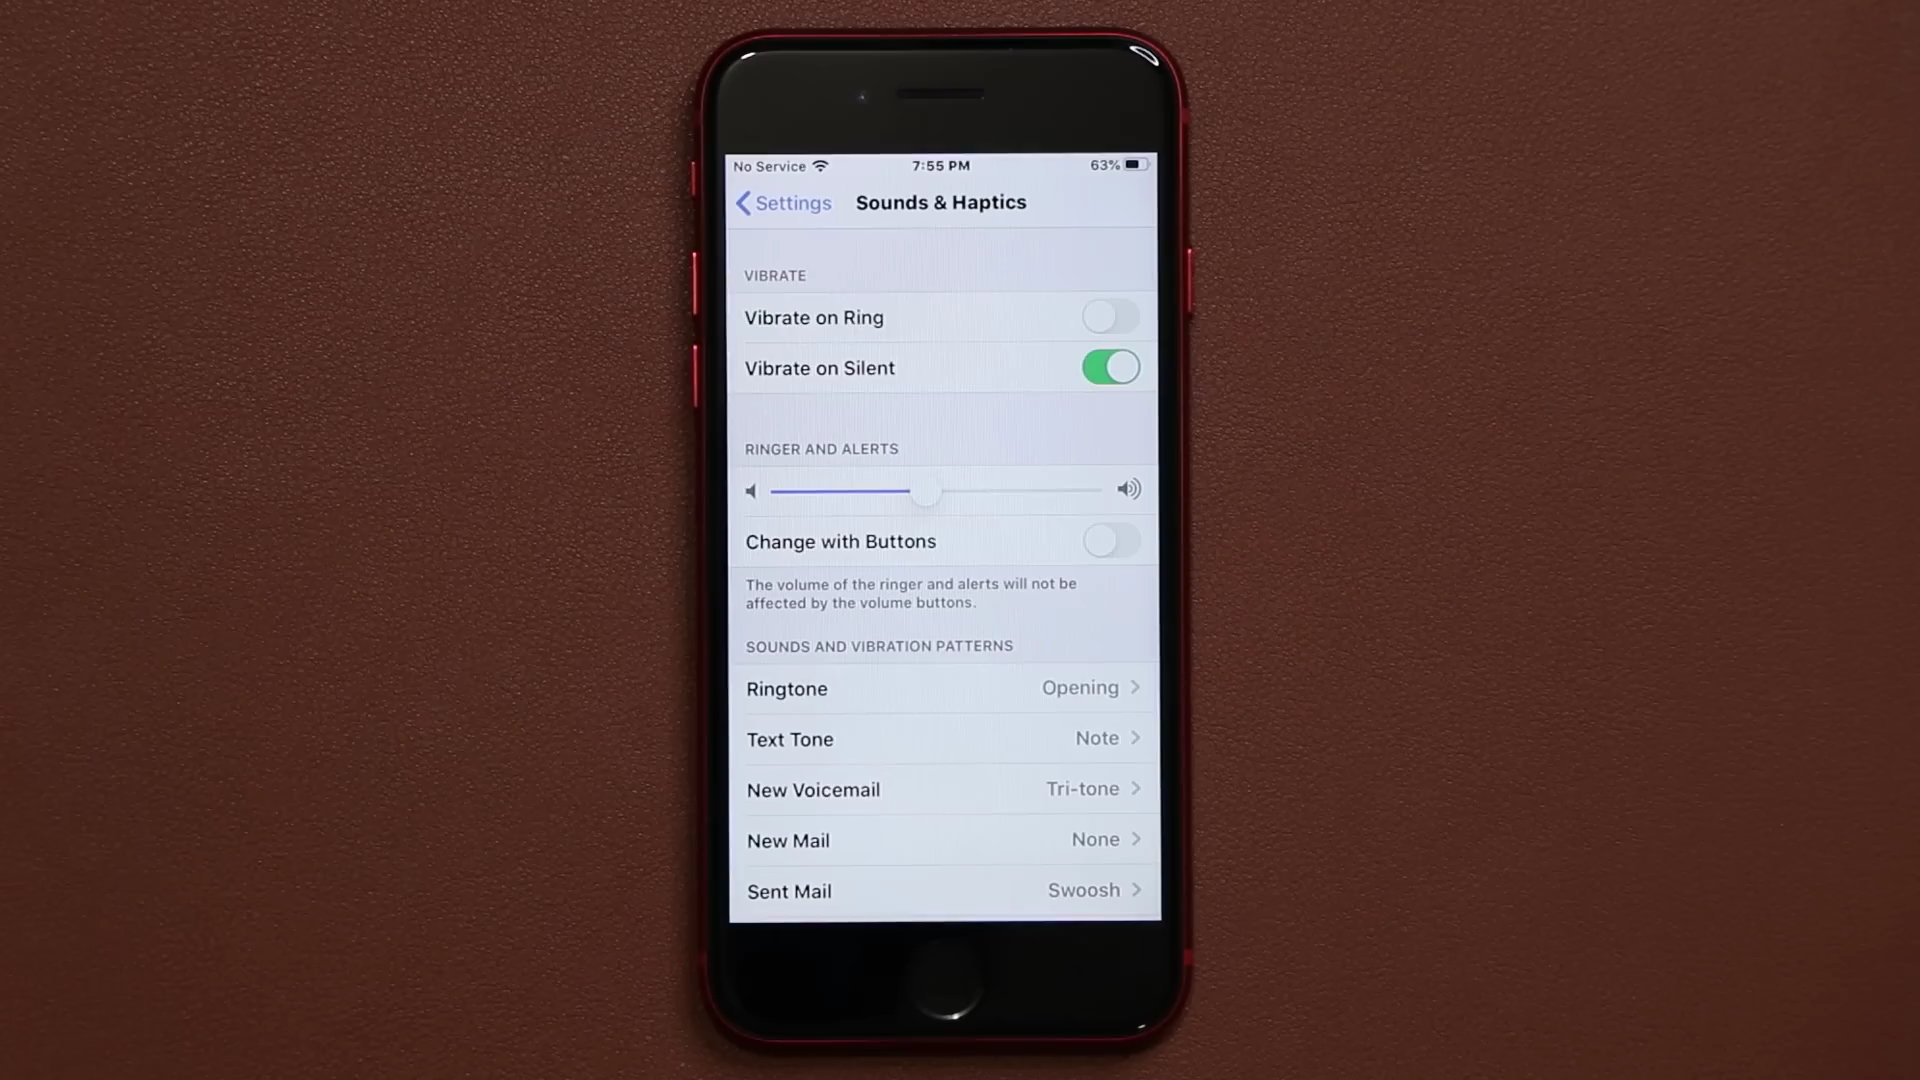 No Service
7:55 PM
63%
Settings
Sounds & Haptics
VIBRATE
Vibrate on Ring
Vibrate on Silent
RINGER AND ALERTS
Change with Buttons
The volume of the ringer and alerts will not be
affected by the volume buttons.
SOUNDS AND VIBRATION PATTERNS
Ringtone Opening
Text Tone Note
New Voicemail Tri-tone
New Mail None
Sent Mail Swoosh